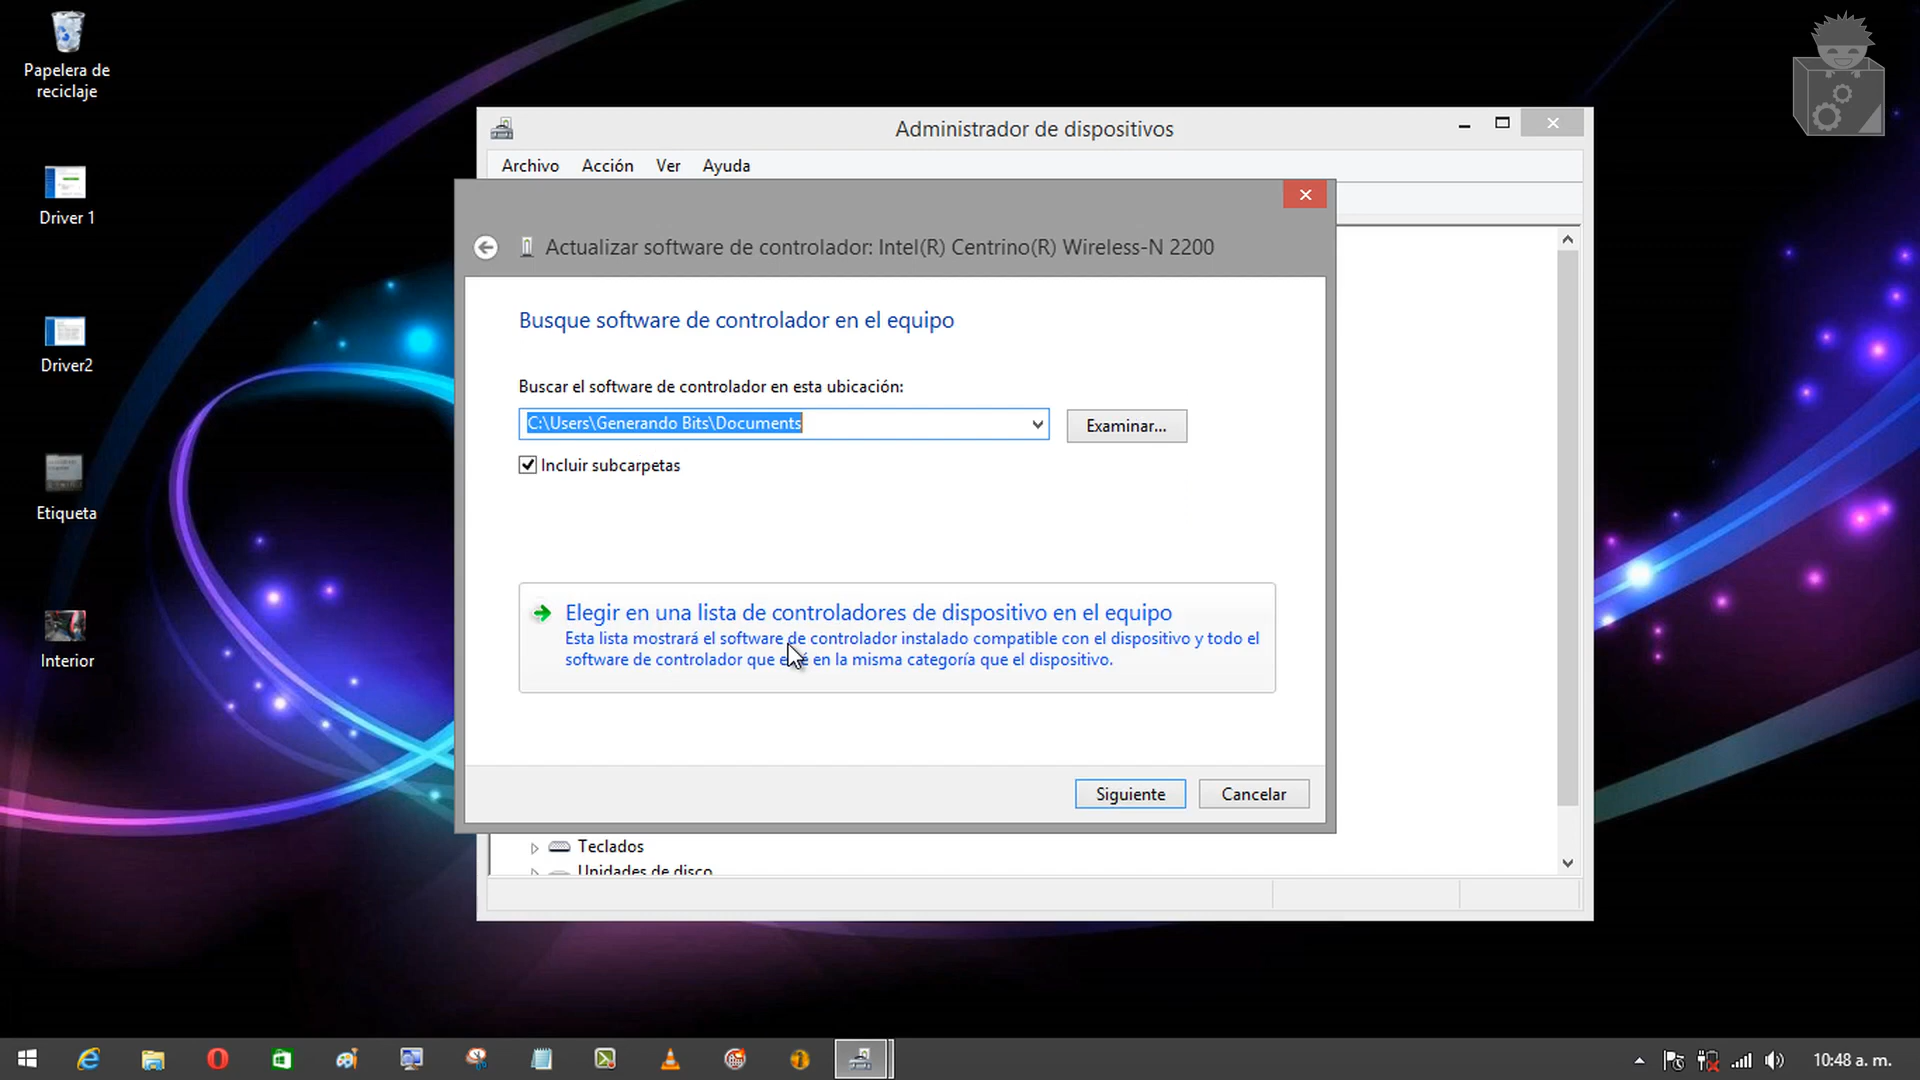 Papelera de
reciclaje
Driver 1
Driver2
Etiqueta
Interior
Administrador de dispositivos
Archivo Acción Ver Ayuda
Actualizar software de controlador: Intel(R) Centrino(R) Wireless-N 2200
Busque software de controlador en el equipo
Buscar el software de controlador en esta ubicación:
C:\Users\Generando Bits\Documents
Examinar...
Incluir subcarpetas
Elegir en una lista de controladores de dispositivo en el equipo
Esta lista mostrará el software de controlador instalado compatible con el dispositivo y todo el
software de controlador que esté en la misma categoría que el dispositivo.
Siguiente Cancelar
Teclados
Unidades de disco
10:48 a. m.